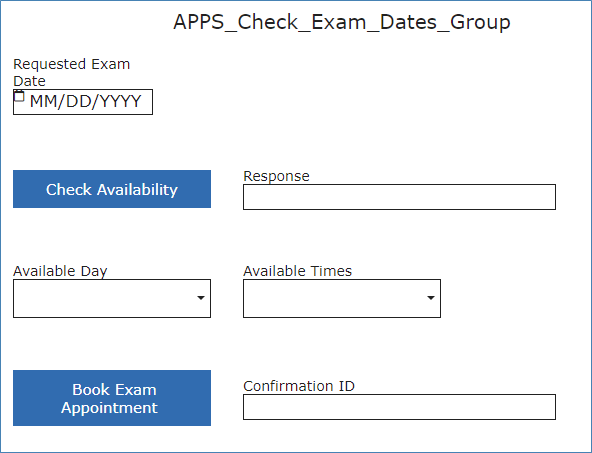 APPS_Check_Exam_Dates_Group
Requested Exam
Date
MM/DD/YYYY
Check Availability
Response
Available Day
Available Times
Book Exam
Appointment
Confirmation ID